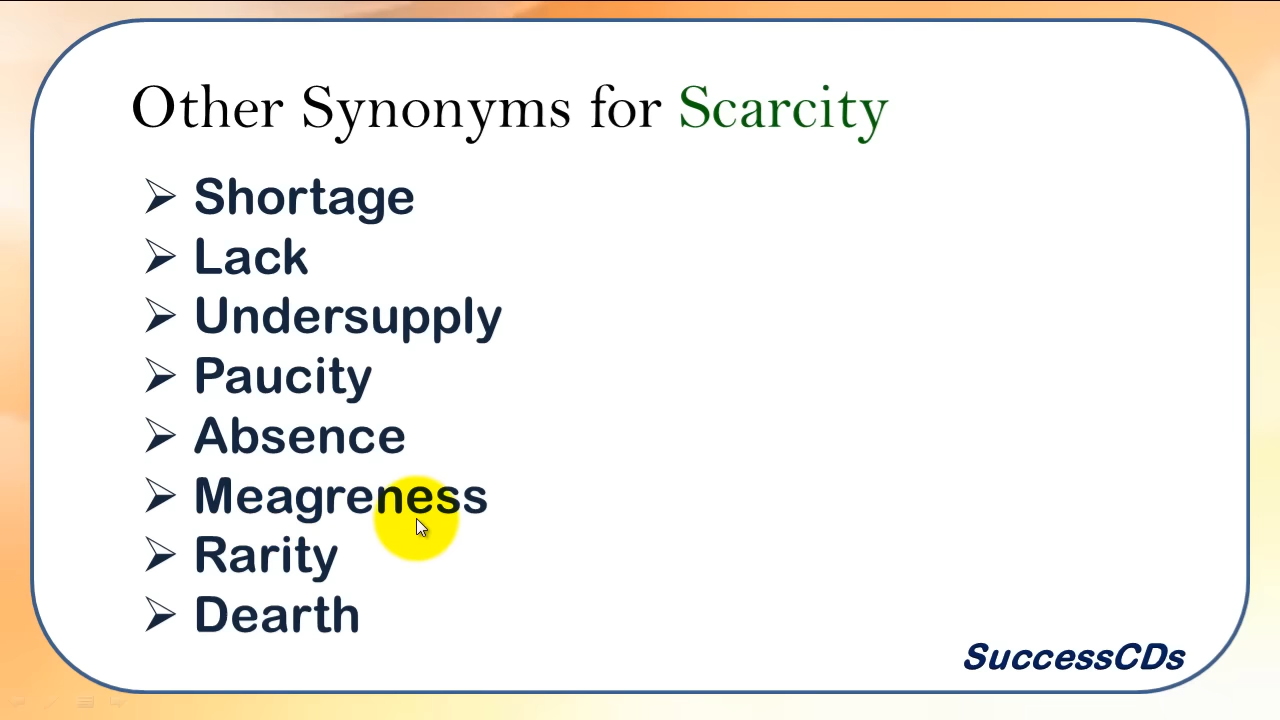 Other Synonyms for Scarcity
Shortage
Lack
Undersupply
Paucity
Absence
Meagreness
Rarity
Dearth
SuccessCDs